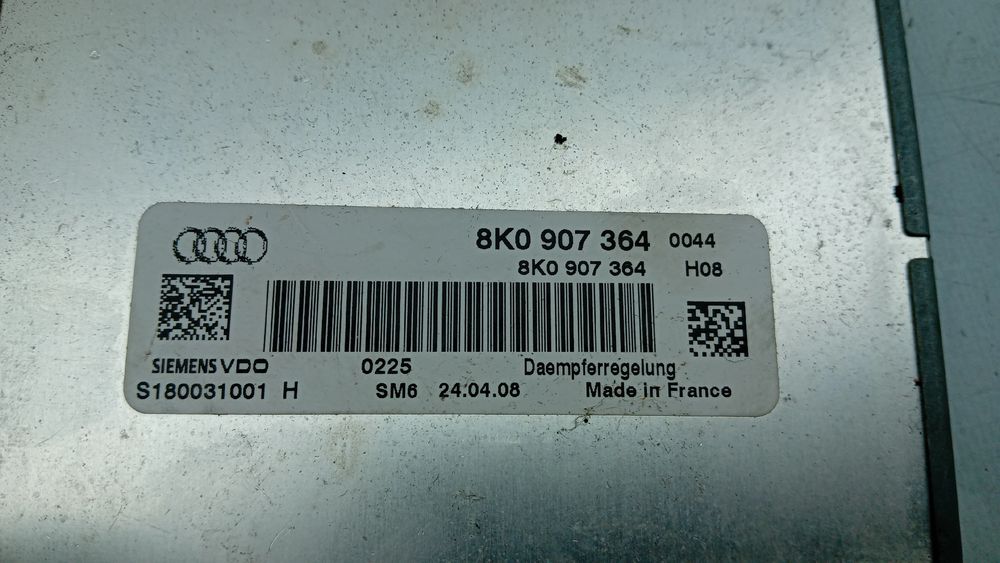 8K0 907 364 0044
8K0 907 364 H08
SIEMENS VDO 0225 Daempferregelung
S180031001 H SM6 24.04.08 Made in France